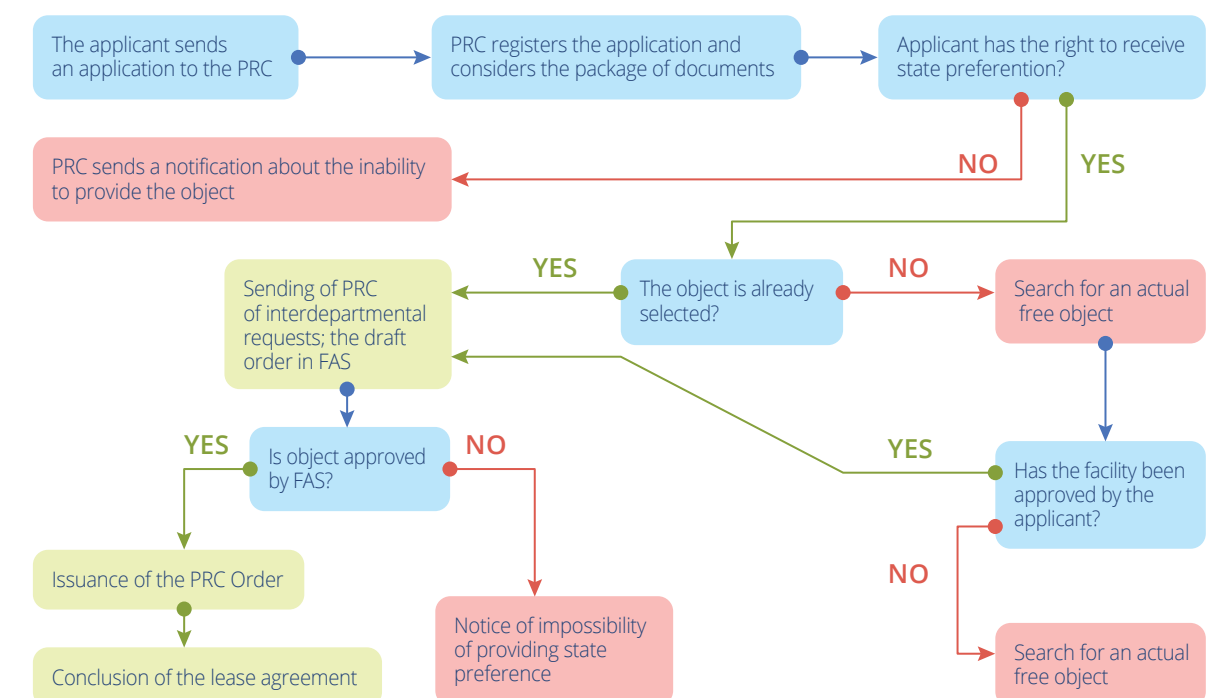 The applicant sends
an application to the PRC
PRC registers the application and
considers the package of documents
Applicant has the right to receive
state preferention?
PRC sends a notification about the inability
to provide the object
NO
YES
Sending of PRC
of interdepartmental
requests; the draft
order in FAS
YES
The object is already
selected?
NO
Search for an actual
free object
YES
Is object approved
by FAS?
NO
YES
Has the facility been
approved by the
applicant?
NO
Issuance of the PRC Order
Notice of impossibility
of providing state
preference
Search for an actual
free object
Conclusion of the lease agreement